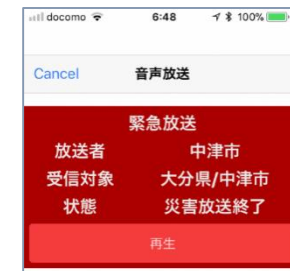 docomo 6:48 100%
Cancel 音声放送
緊急放送
放送者 中津市
受信対象 大分県/中津市
状態 災害放送終了
再生